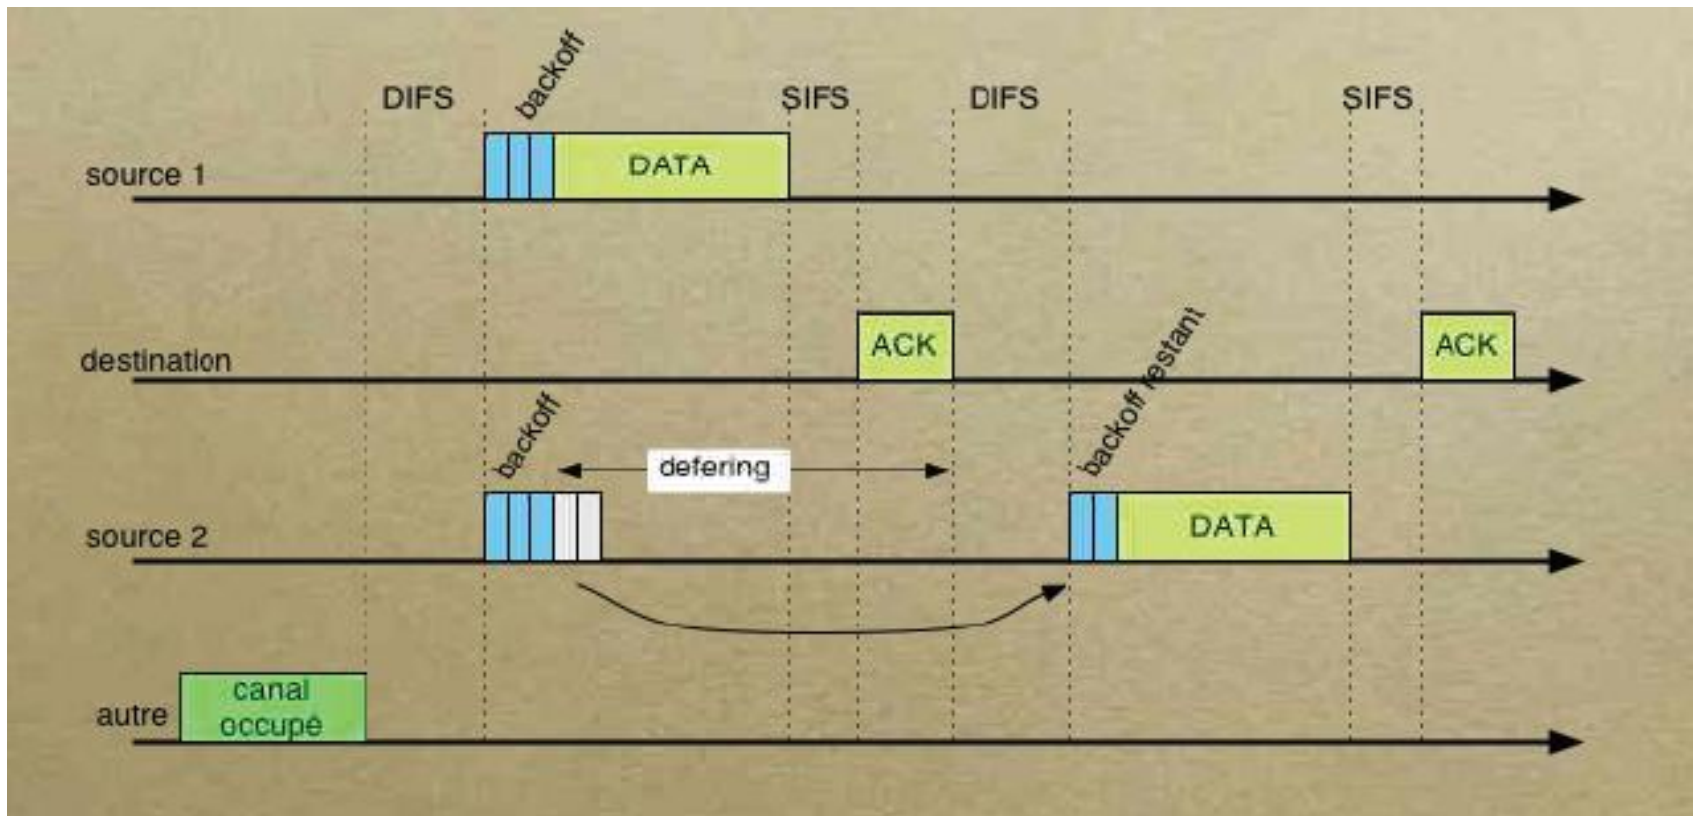 backoff
DIFS
SIFS
DIFS
SIFS
source 1
DATA
destination
ACK
backoff restant
ACK
backoff
defering
source 2
DATA
autre
canal
occupé